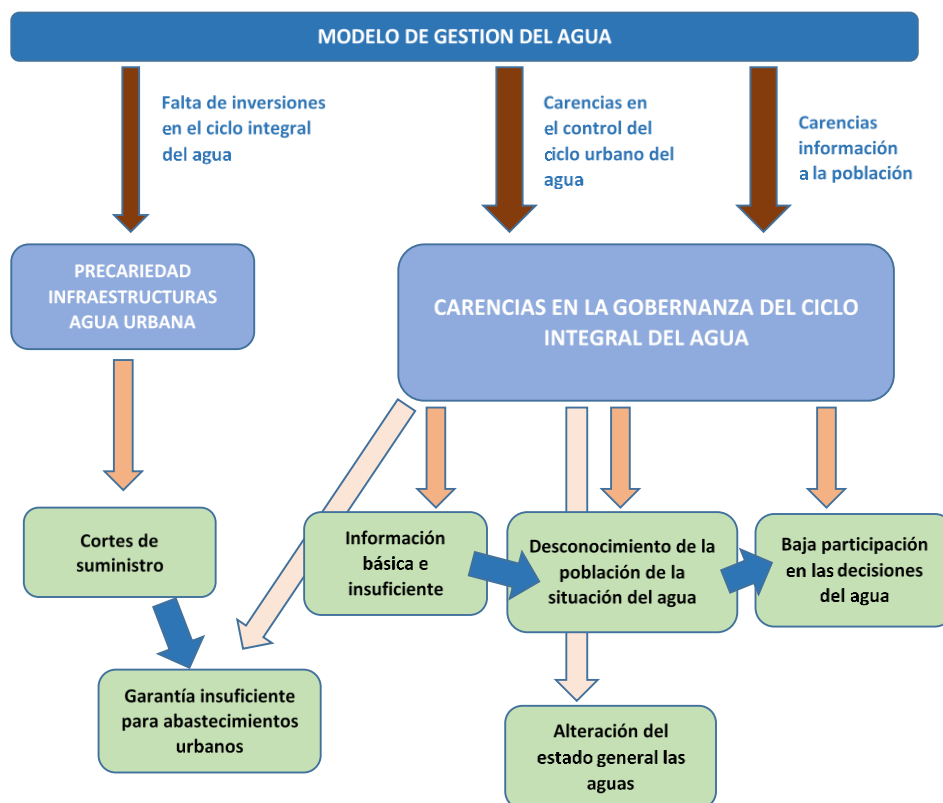 MODELO DE GESTION DEL AGUA
Falta de inversiones
en el ciclo integral
del agua
Carencias en
el control del
ciclo urbano del
agua
Carencias
información
a la población
PRECARIEDAD
INFRAESTRUCTURAS
AGUA URBANA
CARENCIAS EN LA GOBERNANZA DEL CICLO
INTEGRAL DEL AGUA
Cortes de
suministro
Información
básica e
insuficiente
Desconocimiento de la
población de la
situación del agua
Baja participación
en las decisiones
del agua
Garantía insuficiente
para abastecimientos
urbanos
Alteración del
estado general las
aguas